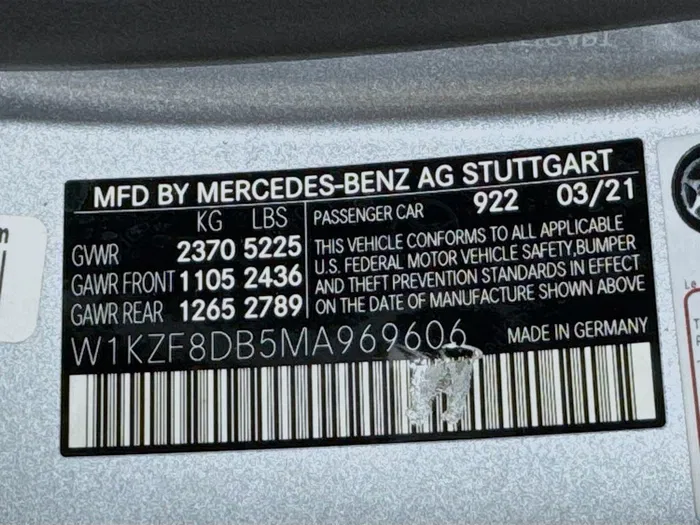 MFD BY MERCEDES-BENZ AG STUTTGART
KG LBS
GVWR 2370 5225
GAWR FRONT 1105 2436
GAWR REAR 1265 2789
PASSENGER CAR 922 03/21
THIS VEHICLE CONFORMS TO ALL APPLICABLE
U.S. FEDERAL MOTOR VEHICLE SAFETY,BUMPER
AND THEFT PREVENTION STANDARDS IN EFFECT
ON THE DATE OF MANUFACTURE SHOWN ABOVE
W1KZF8DB5MA969606
MADE IN GERMANY